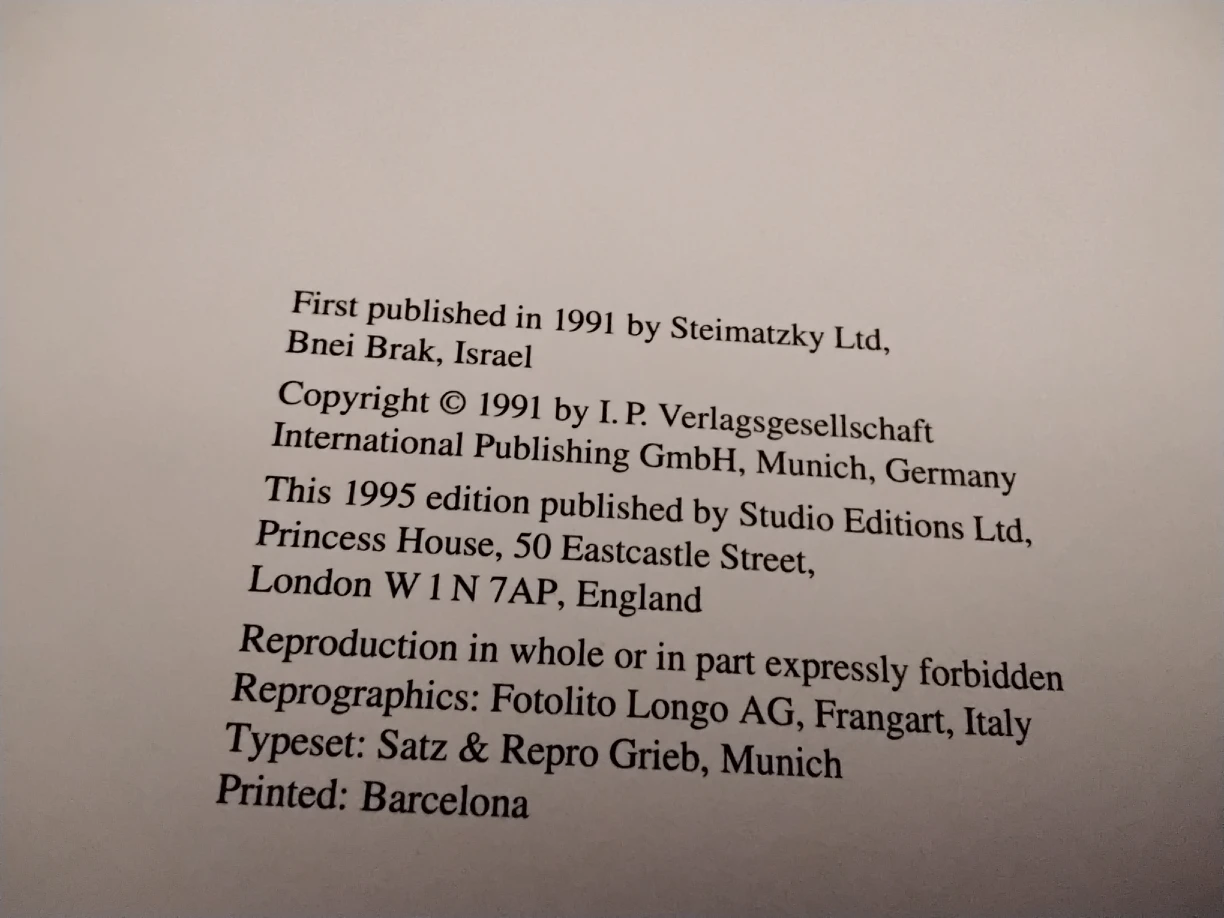 First published in 1991 by Steimatzky Ltd,
Bnei Brak, Israel
Copyright © 1991 by I. P. Verlagsgesellschaft
International Publishing GmbH, Munich, Germany
This 1995 edition published by Studio Editions Ltd,
Princess House, 50 Eastcastle Street,
London W 1 N 7AP, England
Reproduction in whole or in part expressly forbidden
Reprographics: Fotolito Longo AG, Frangart, Italy
Typeset: Satz & Repro Grieb, Munich
Printed: Barcelona